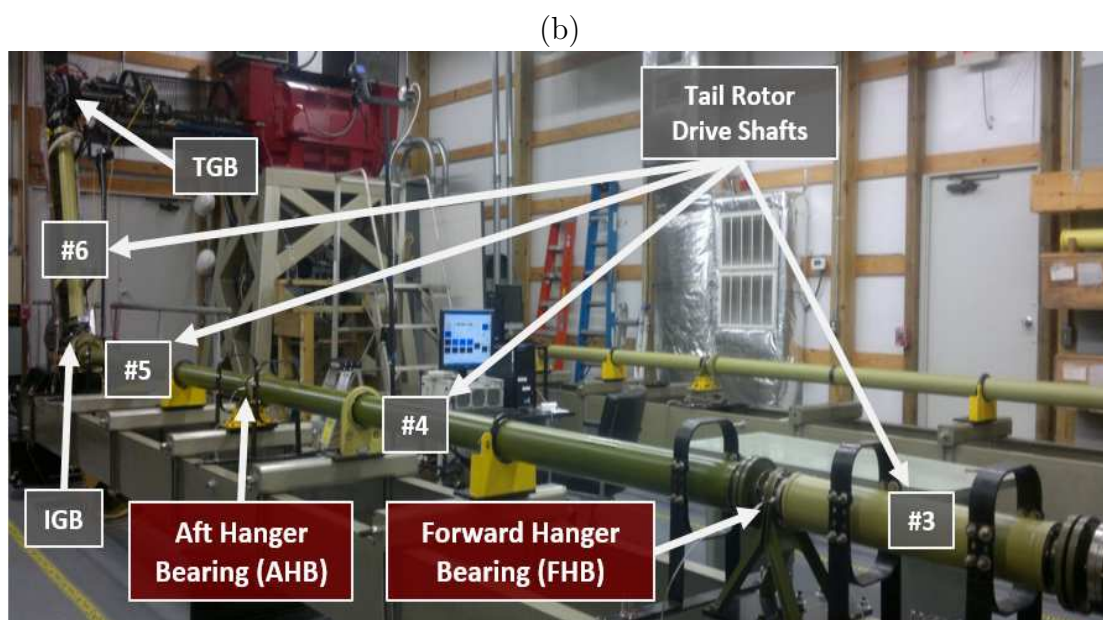 (b)
Tail Rotor
Drive Shafts
TGB
#6
#5
#4
#3
IGB
Aft Hanger
Bearing (AHB)
Forward Hanger
Bearing (FHB)